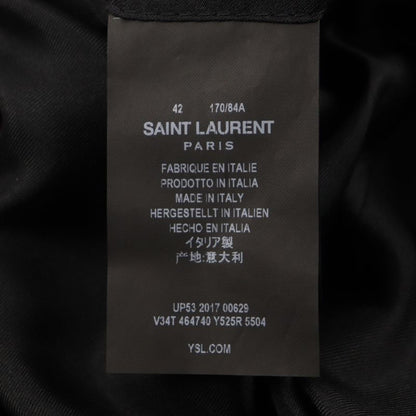 42 170/84A
SAINT LAURENT
PARIS
FABRIQUE EN ITALIE
PRODOTTO IN ITALIA
MADE IN ITALY
HERGESTELLT IN ITALIEN
HECHO EN ITALIA
イタリア製
产地:意大利
UP53 2017 00629
V34T 464740 Y525R 5504
YSL.COM